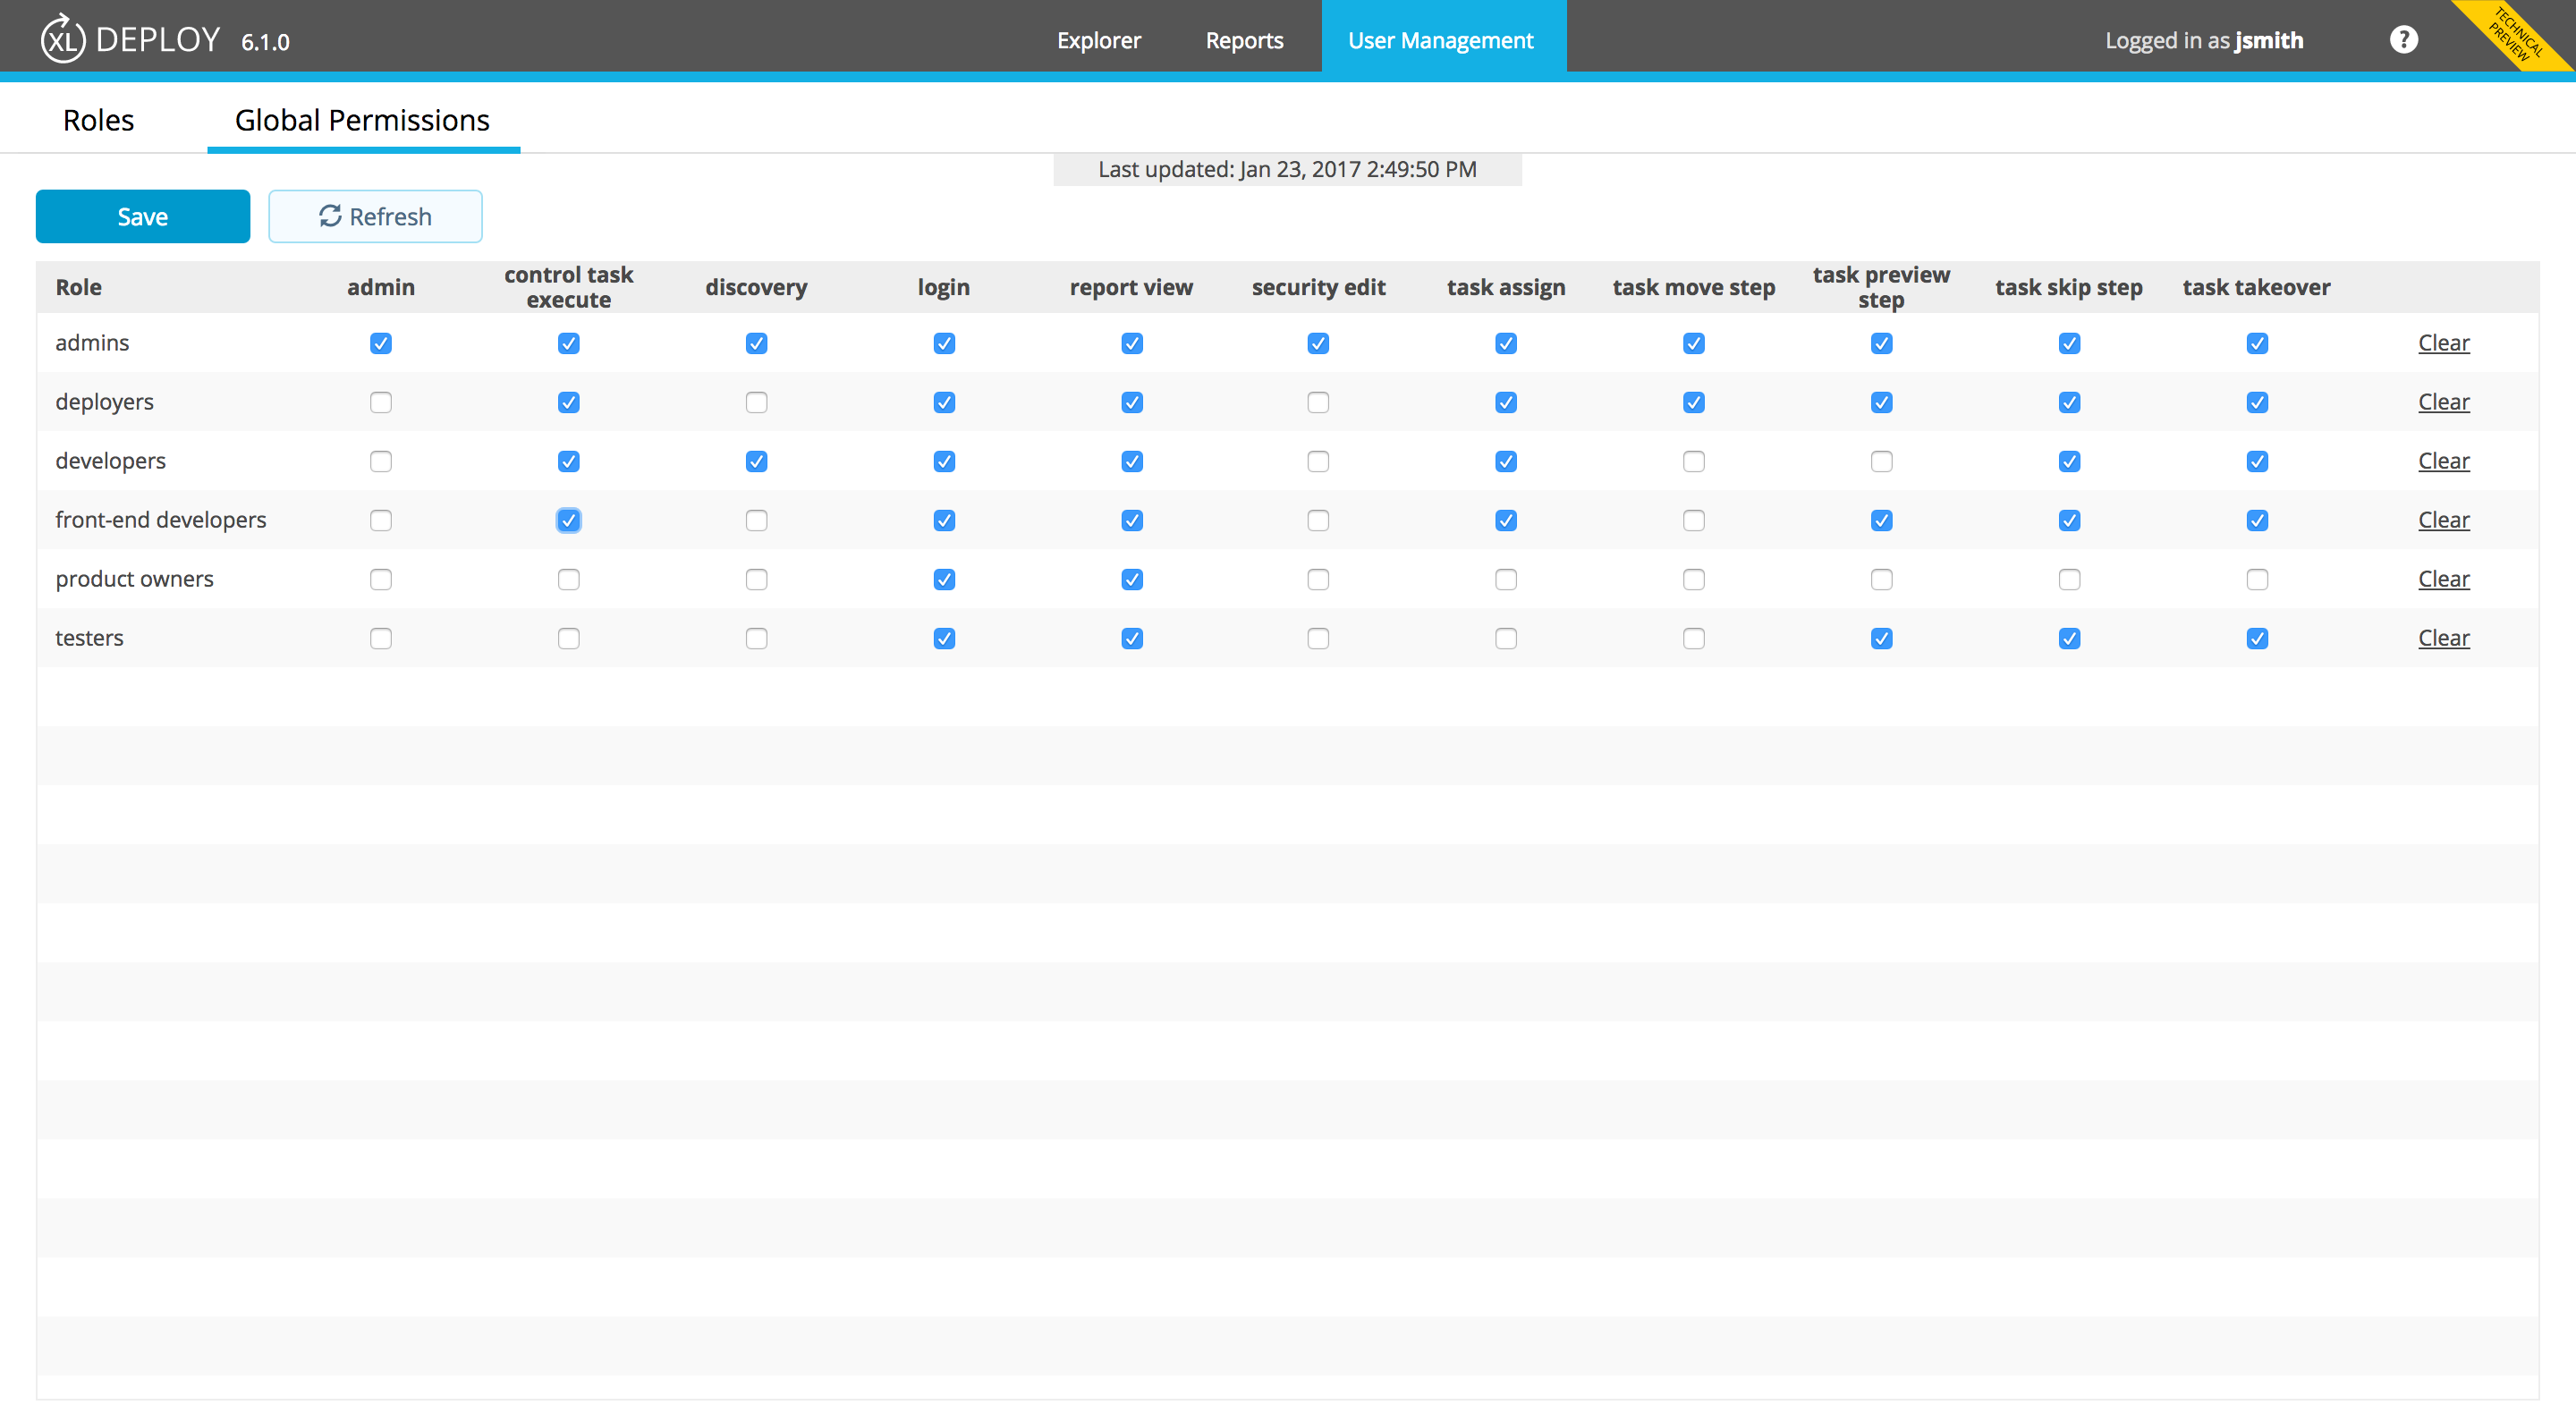 XL DEPLOY 6.1.0 Explorer Reports User Management Logged in as jsmith ? TECHNICAL PREVIEW
Roles Global Permissions
Last updated: Jan 23, 2017 2:49:50 PM
Save Refresh
Role admin control task execute discovery login report view security edit task assign task move step task preview step task skip step task takeover
admins Clear
deployers Clear
developers Clear
front-end developers Clear
product owners Clear
testers Clear